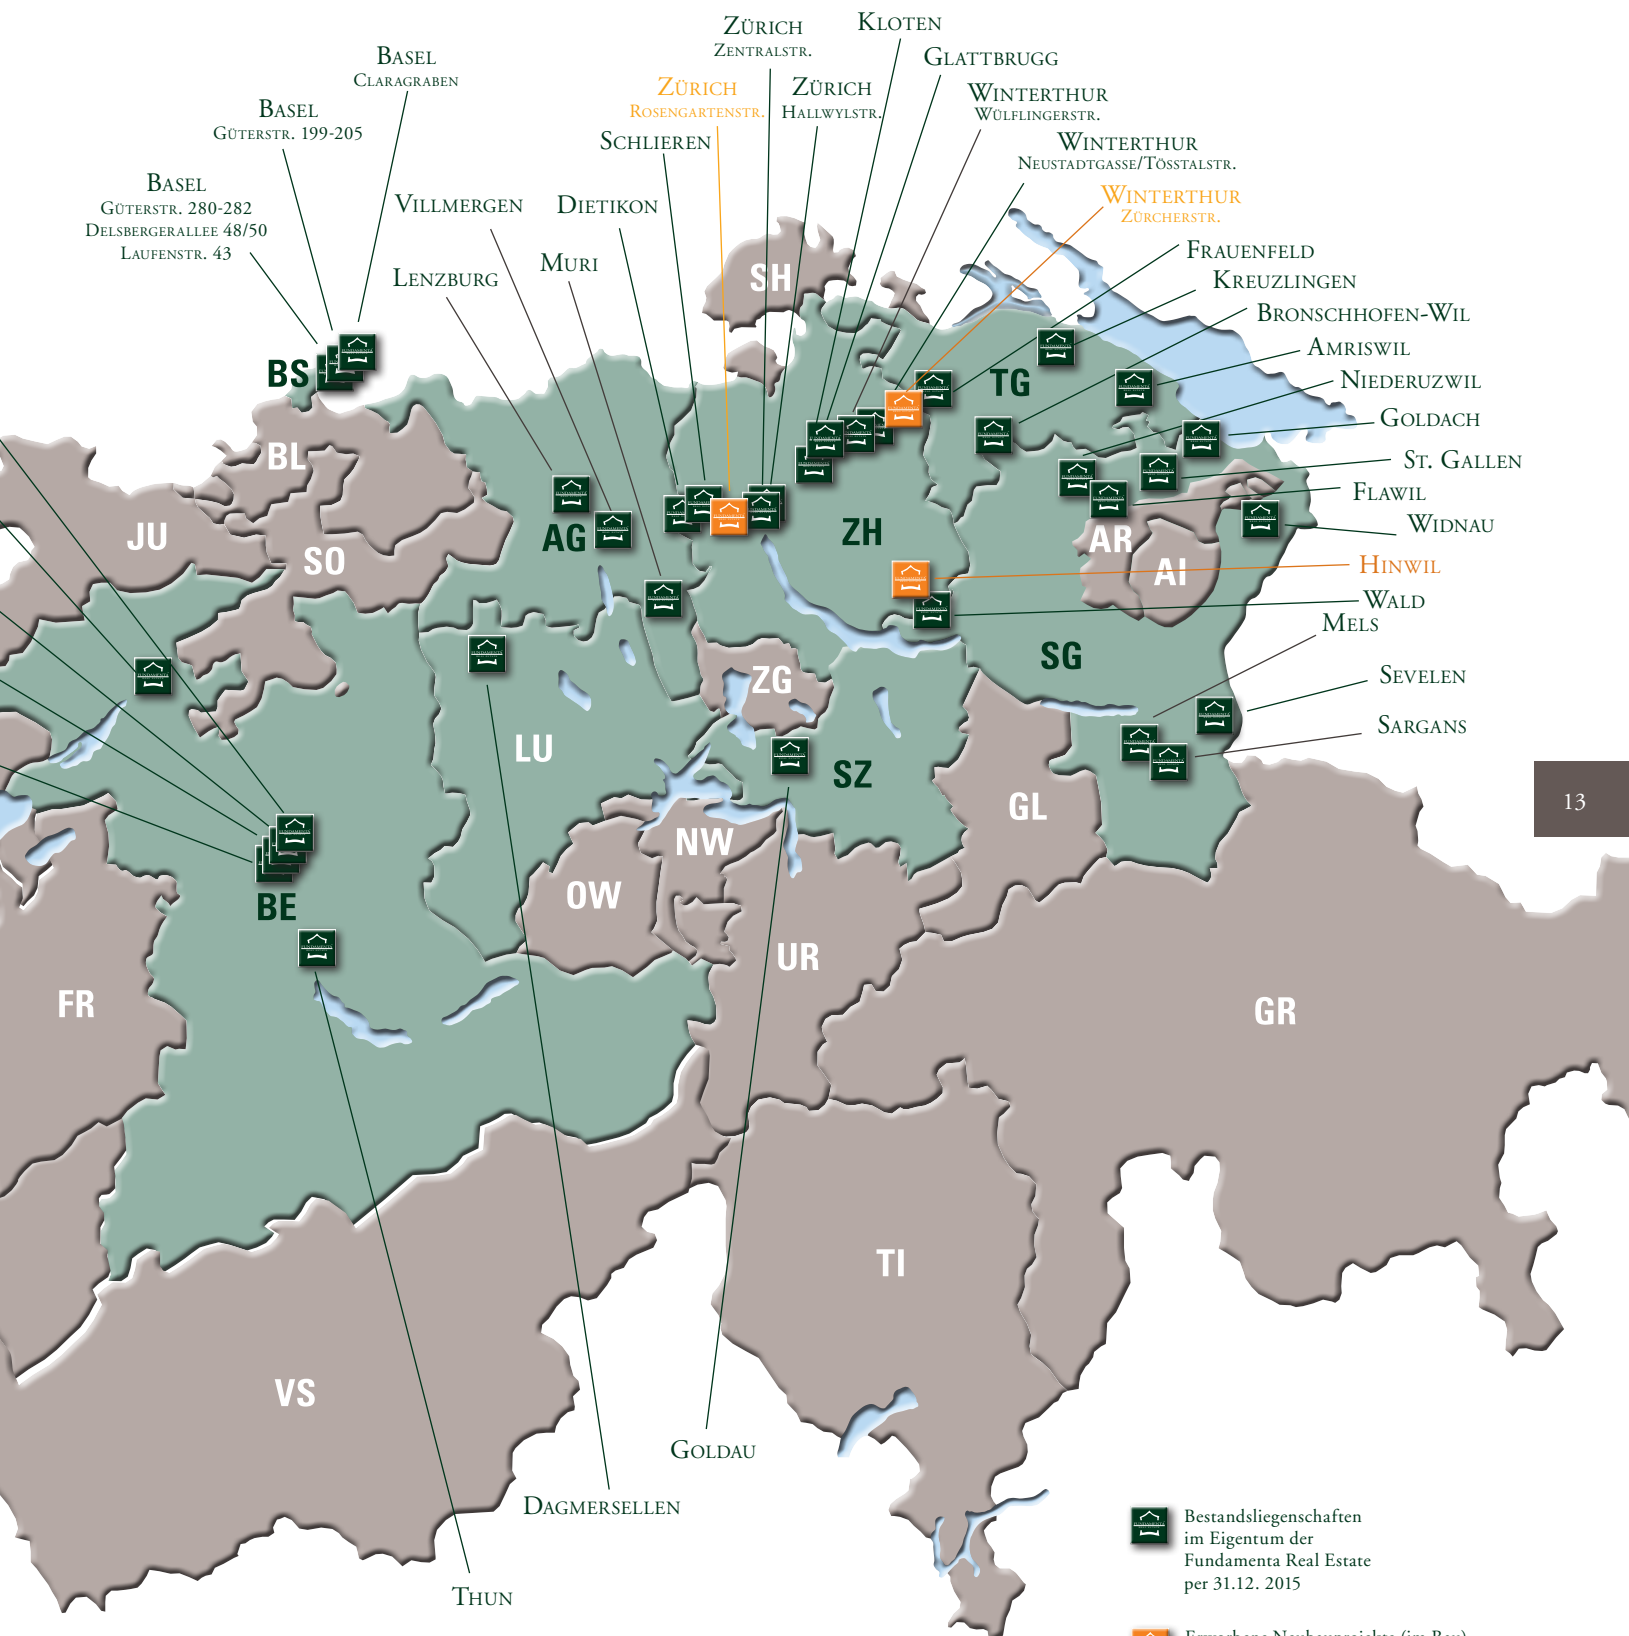 Zürich
Zentralstr.
Kloten
Basel
Claragraben
Glattbrugg
Zürich
Rosengartenstr.
Zürich
Hallwylstr.
Winterthur
Wülflingerstr.
Basel
Güterstr. 199-205
Schlieren
Winterthur
Neustadtgasse/Tösstalstr.
Basel
Güterstr. 280-282
Delsbergerallee 48/50
Laufenstr. 43
Villmergen
Dietikon
Winterthur
Zürcherstr.
Lenzburg
Muri
Frauenfeld
Kreuzlingen
Bronschhofen-Wil
Amriswil
Niederuzwil
Goldach
St. Gallen
Flawil
Widnau
Hinwil
Wald
Mels
Sevelen
Sargans
SH
BS
TG
BL
JU
SO
AG
ZH
AR
AI
SG
ZG
LU
SZ
GL
NW
OW
BE
UR
FR
GR
TI
VS
13
Goldau
Dagmersellen
Thun
Bestandsliegenschaften
im Eigentum der
Fundamenta Real Estate
per 31.12. 2015